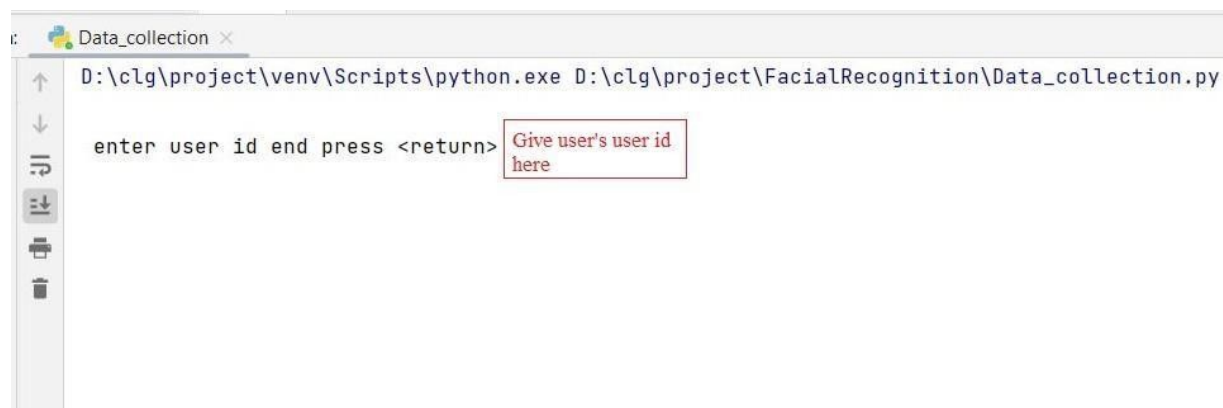 Data_collection
D:\clg\project\venv\Scripts\python.exe D:\clg\project\FacialRecognition\Data_collection.py
enter user id end press <return>
Give user's user id
here